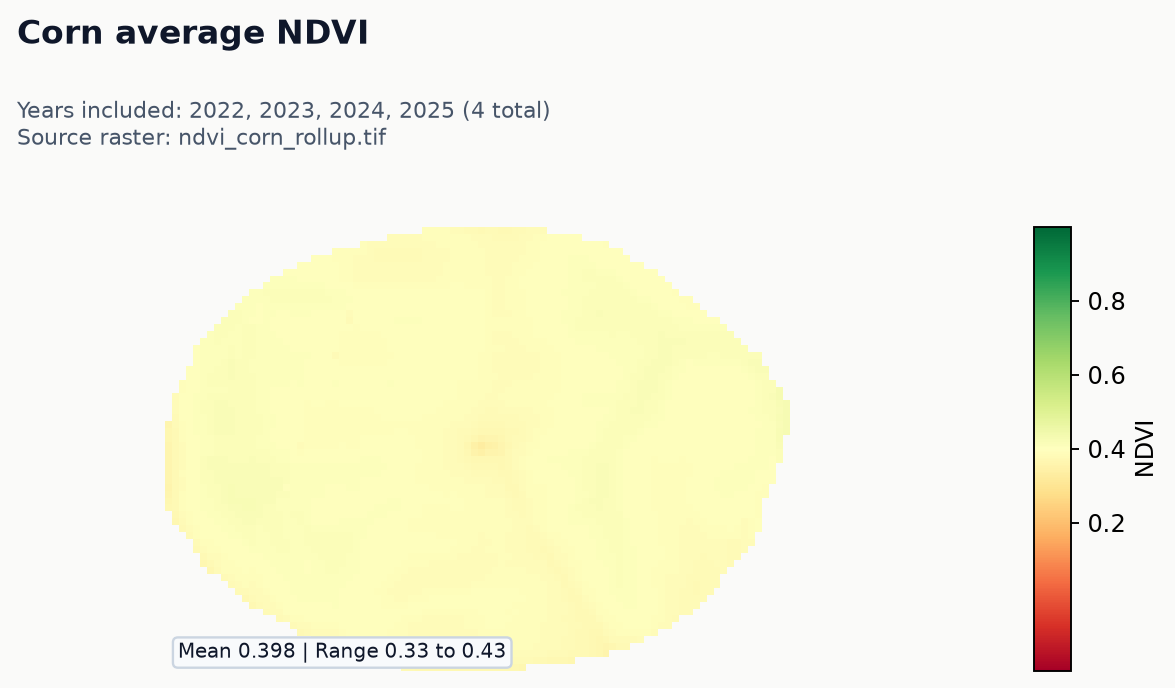 Corn average NDVI
Years included: 2022, 2023, 2024, 2025 (4 total)
Source raster: ndvi_corn_rollup.tif
0.8
0.6
0.4
0.2
NDVI
Mean 0.398 | Range 0.33 to 0.43